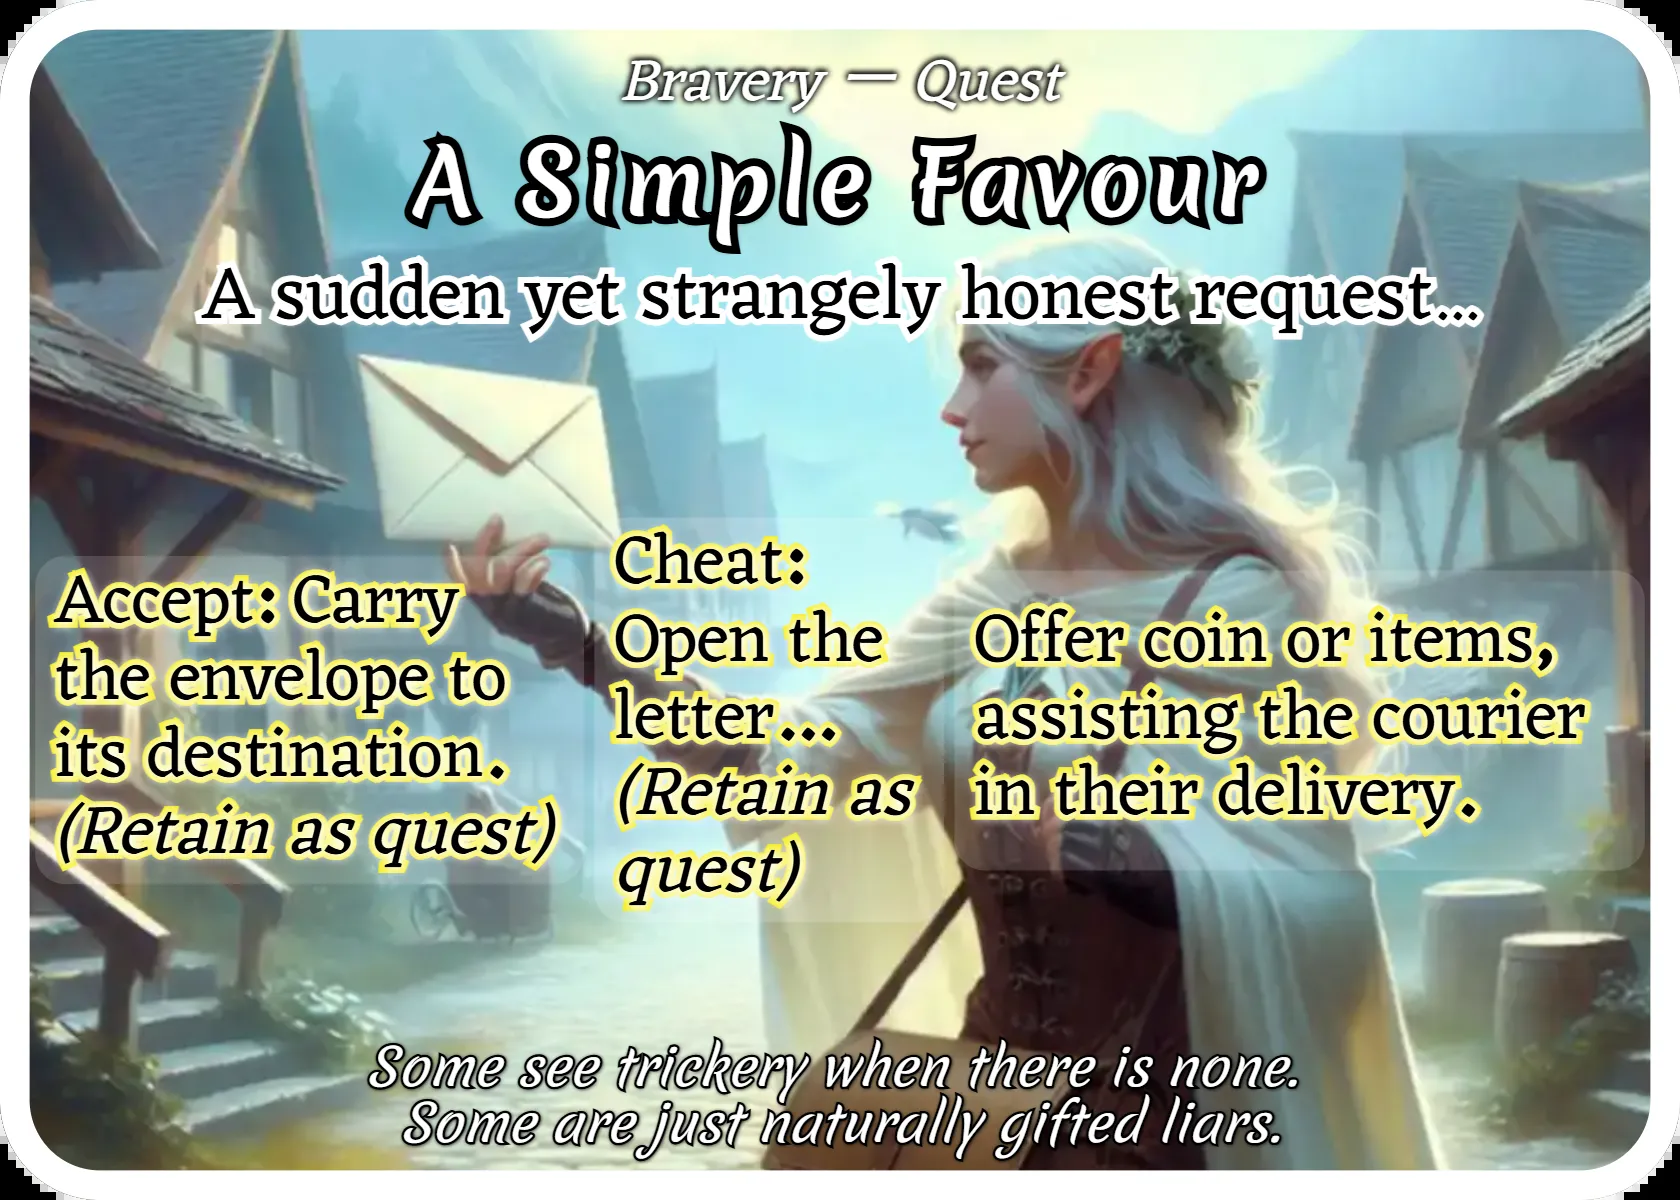 Bravery — Quest
A Simple Favour
A sudden yet strangely honest request...
Accept: Carry
the envelope to
its destination.
(Retain as quest)
Cheat:
Open the
letter...
(Retain as
quest)
Offer coin or items,
assisting the courier
in their delivery.
Some see trickery when there is none.
Some are just naturally gifted liars.